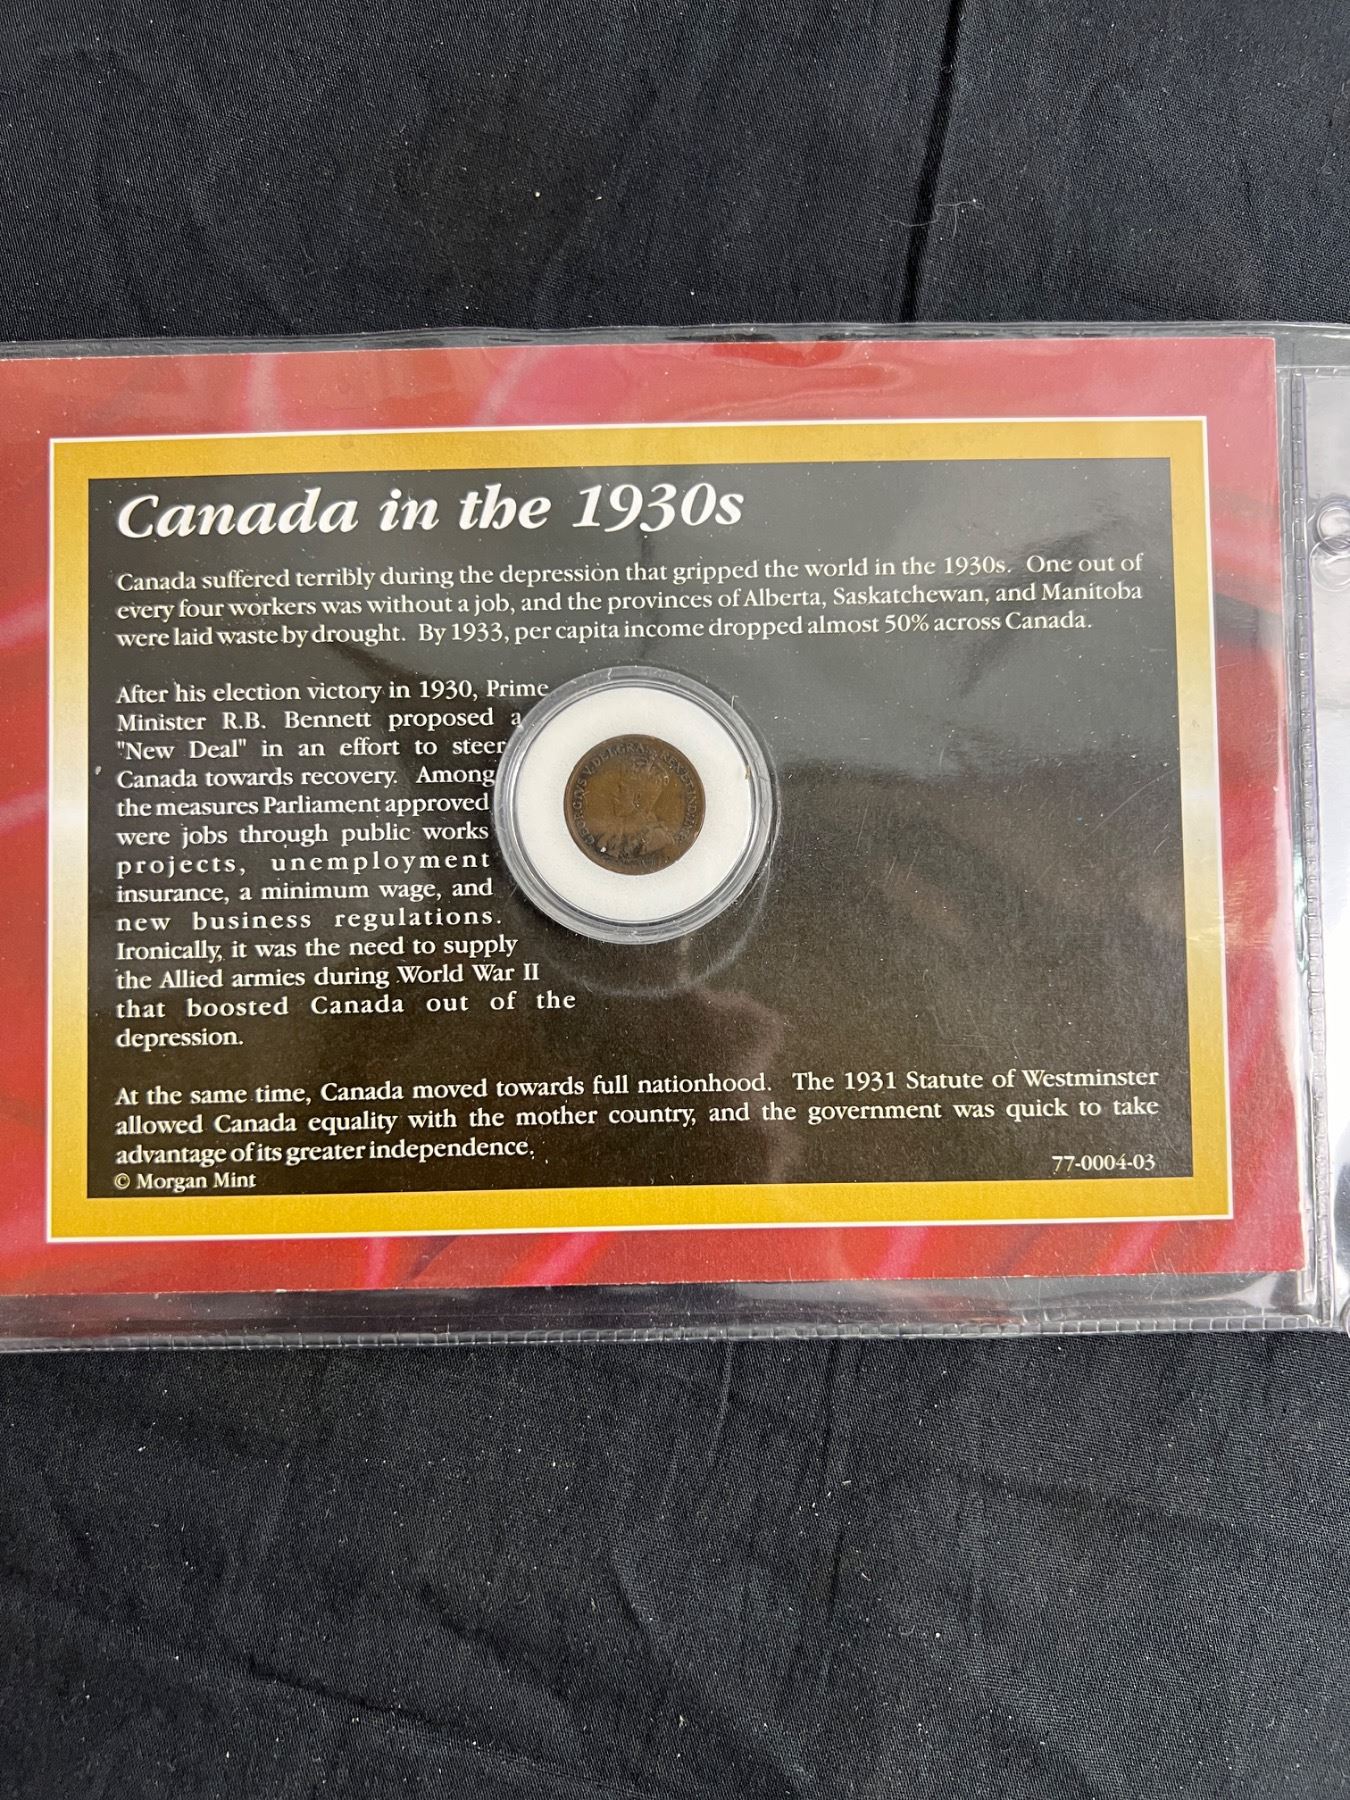 Canada in the 1930s
Canada suffered terribly during the depression that gripped the world in the 1930s. One out of
every four workers was without a job, and the provinces of Alberta, Saskatchewan, and Manitoba
were laid waste by drought. By 1933, per capita income dropped almost 50% across Canada.
After his election victory in 1930, Prime
Minister R.B. Bennett proposed a
"New Deal" in an effort to steer
Canada towards recovery. Among
the measures Parliament approved
were jobs through public works
projects, unemployment
insurance, a minimum wage, and
new business regulations.
Ironically, it was the need to supply
the Allied armies during World War II
that boosted Canada out of the
depression.
GEORGIVS V DEI GRA: REX ET IND:IMP:
At the same time, Canada moved towards full nationhood. The 1931 Statute of Westminster
allowed Canada equality with the mother country, and the government was quick to take
advantage of its greater independence.
© Morgan Mint
77-0004-03